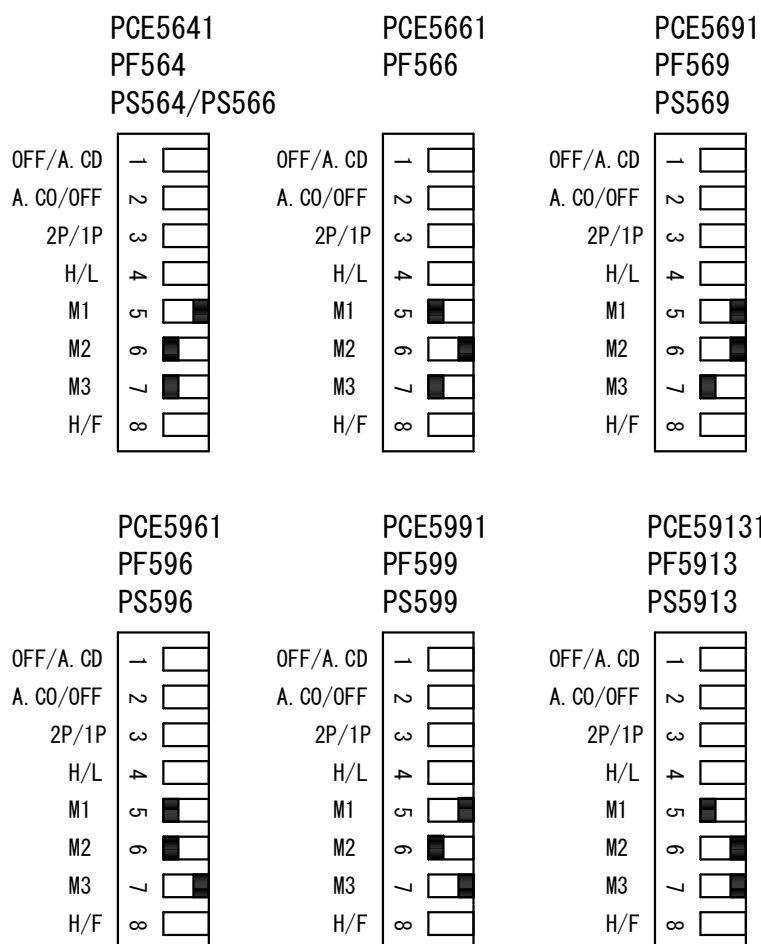 PCE5641
PF564
PS564/PS566
OFF/A.CD 1
A.CO/OFF 2
2P/1P 3
H/L 4
M1 5
M2 6
M3 7
H/F 8
PCE5661
PF566
OFF/A.CD 1
A.CO/OFF 2
2P/1P 3
H/L 4
M1 5
M2 6
M3 7
H/F 8
PCE5691
PF569
PS569
OFF/A.CD 1
A.CO/OFF 2
2P/1P 3
H/L 4
M1 5
M2 6
M3 7
H/F 8
PCE5961
PF596
PS596
OFF/A.CD 1
A.CO/OFF 2
2P/1P 3
H/L 4
M1 5
M2 6
M3 7
H/F 8
PCE5991
PF599
PS599
OFF/A.CD 1
A.CO/OFF 2
2P/1P 3
H/L 4
M1 5
M2 6
M3 7
H/F 8
PCE59131
PF5913
PS5913
OFF/A.CD 1
A.CO/OFF 2
2P/1P 3
H/L 4
M1 5
M2 6
M3 7
H/F 8